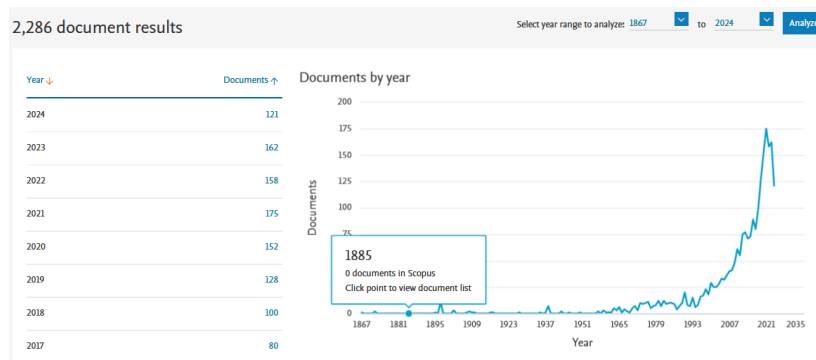 2,286 document results
Select year range to analyze: 1867 to 2024 Analyze
Year ↓ Documents ↑
2024 121
2023 162
2022 158
2021 175
2020 152
2019 128
2018 100
2017 80
Documents by year
200
175
150
125
100
75
0
Documents
1885
0 documents in Scopus
Click point to view document list
1867 1881 1895 1909 1923 1937 1951 1965 1979 1993 2007 2021 2035
Year